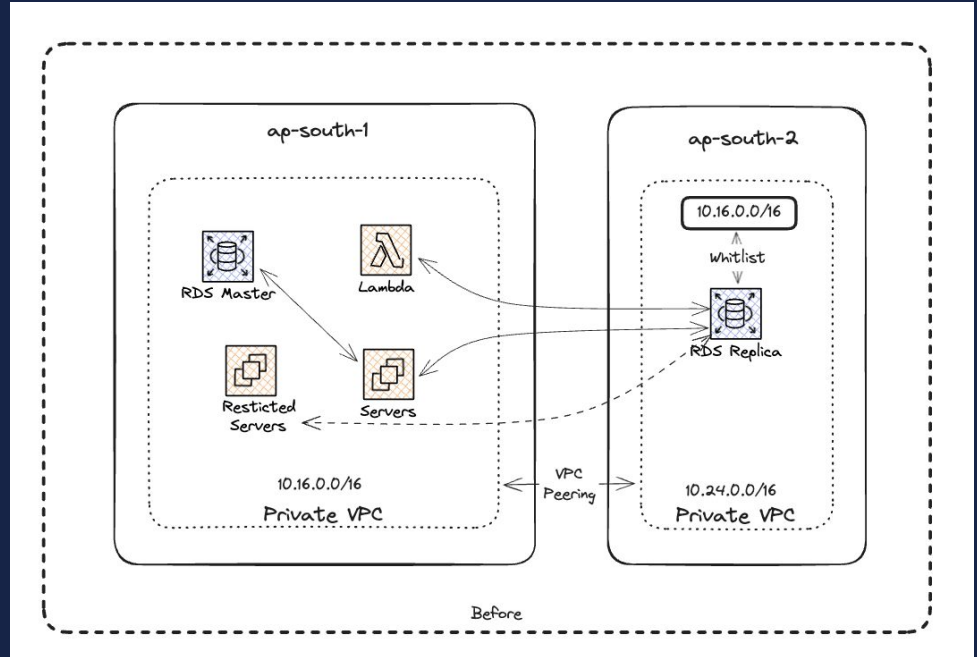 ap-south-1
ap-south-2
10.16.0.0/16
Whitlist
RDS Master
Lambda
RDS Replica
Resticted
Servers
Servers
10.16.0.0/16
Private VPC
VPC
Peering
10.24.0.0/16
Private VPC
Before